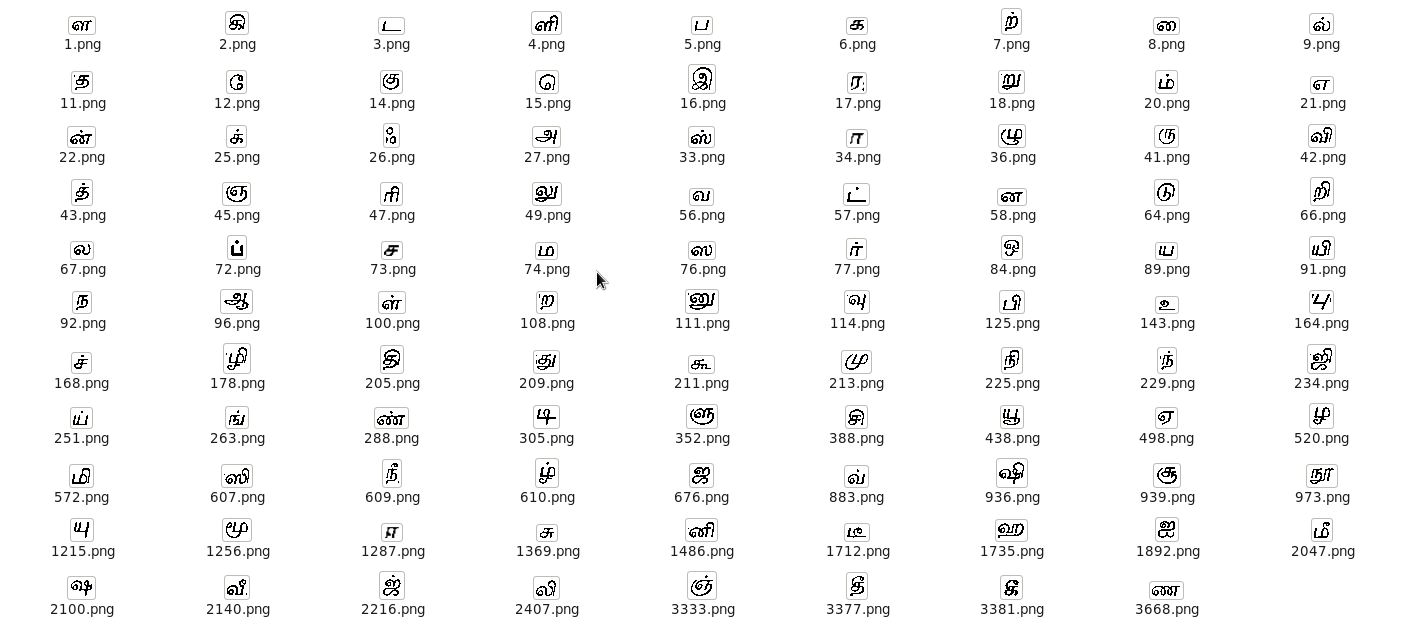 ள கி ட ளி ப க ற் லை ல்
1.png 2.png 3.png 4.png 5.png 6.png 7.png 8.png 9.png
த கு இ ர று ம் எ
11.png 12.png 14.png 15.png 16.png 17.png 18.png 20.png 21.png
ன் க் ஃ அ ஸ் ா ழு ரு வி
22.png 25.png 26.png 27.png 33.png 34.png 36.png 41.png 42.png
த் ஞ ரி லு வ ட் ன டு றி
43.png 45.png 47.png 49.png 56.png 57.png 58.png 64.png 66.png
ல ப் ச ம ஸ ர் ஒ ய யி
67.png 72.png 73.png 74.png 76.png 77.png 84.png 89.png 91.png
ந ஆ ள் ற னு வு பி உ
92.png 96.png 100.png 108.png 111.png 114.png 125.png 143.png 164.png
ச் ழி தி து கூ மு நி ந் ஜி
168.png 178.png 205.png 209.png 211.png 213.png 225.png 229.png 234.png
ய் ங் ண் டி ளு சி யூ ஏ ழ
251.png 263.png 288.png 305.png 352.png 388.png 438.png 498.png 520.png
மி ஸி நீ ழ் ஜ வ் ஷி சூ நூ
572.png 607.png 609.png 610.png 676.png 883.png 936.png 939.png 973.png
யு மூ சு னி டீ ஹ ஐ மீ
1215.png 1256.png 1287.png 1369.png 1486.png 1712.png 1735.png 1892.png 2047.png
ஷ வீ ஜ் லி ஞ் தீ கீ ண
2100.png 2140.png 2216.png 2407.png 3333.png 3377.png 3381.png 3668.png